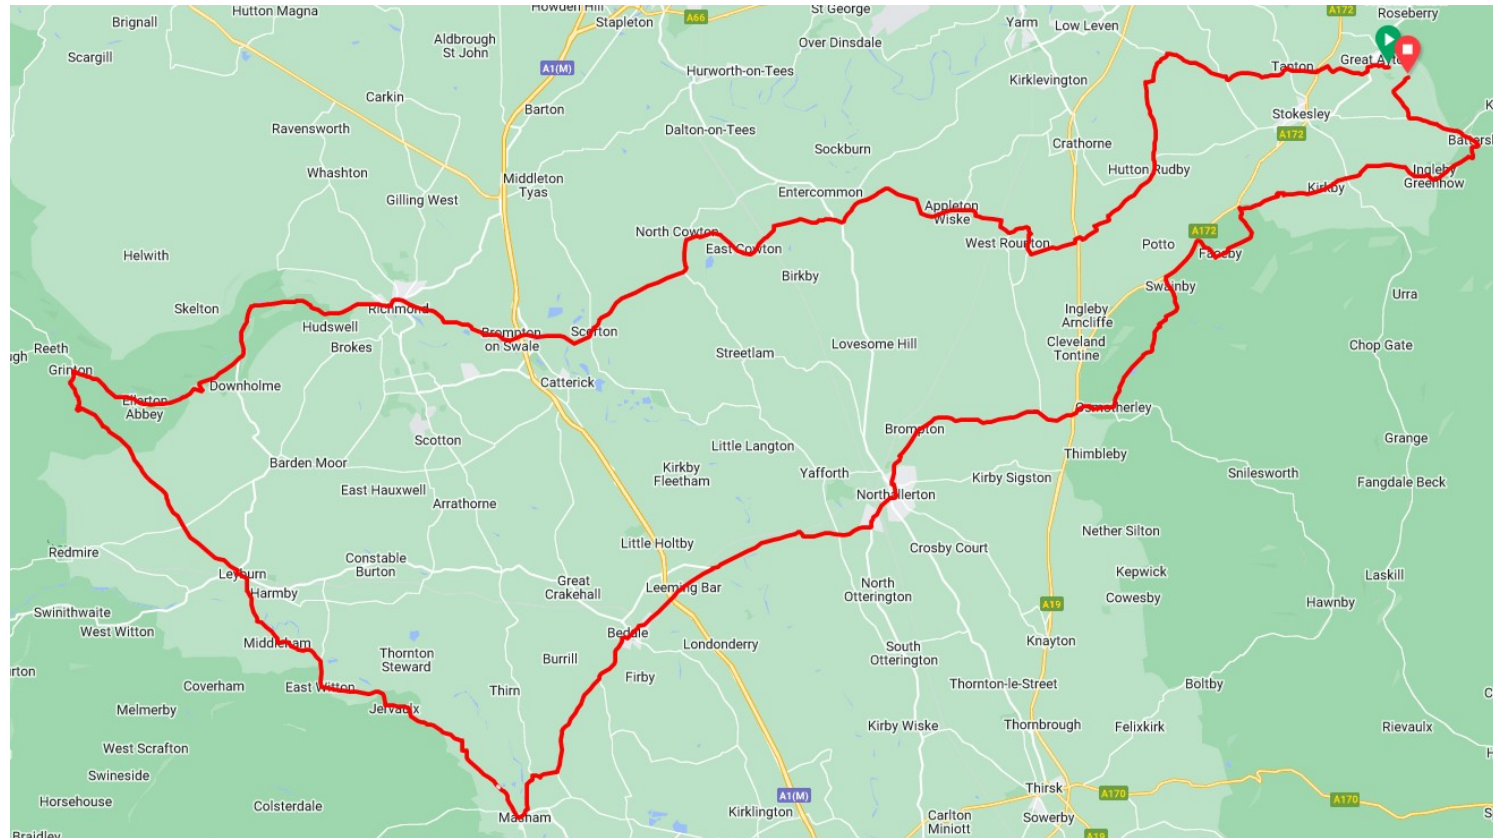 Howden Hill
St George
Roseberry
Brignall
Hutton Magna
A66
Stapleton
A172
Scargill
Aldbrough
St John
A1(M)
Over Dinsdale
Yarm
Low Leven
Hurworth-on-Tees
Kirklevington
Tanton
Great Ayto
Carkin
Barton
Stokesley
Ravensworth
Dalton-on-Tees
A172
Sockburn
Crathorne
Battersl
Whashton
Middleton
Tyas
Hutton Rudby
Ingleby
Greenhow
Gilling West
Entercommon
Appleton
Wiske
Kirkby
North Cowton
East Cowton
West Rounton
Potto
A172
Faceby
Helwith
Birkby
Swainby
Urra
Skelton
Richmond
Hudswell
Brompton
on Swale
Scorton
Ingleby
Arncliffe
ugh
Reeth
Brokes
Streetlam
Lovesome Hill
Cleveland
Tontine
Chop Gate
Grinton
Downholme
Catterick
Ellerton
Abbey
Osmotherley
Scotton
Brompton
Grange
Little Langton
Thimbleby
Barden Moor
Kirkby
Fleetham
Yafforth
Kirby Sigston
Snilesworth
Fangdale Beck
East Hauxwell
Arrathorne
Northallerton
Nether Silton
Redmire
Little Holtby
Crosby Court
Constable
Burton
Kepwick
Laskill
Leyburn
Harmby
Great
Crakehall
Leeming Bar
North
Otterington
Cowesby
Hawnby
A19
Swinithwaite
West Witton
Middleham
Bedale
Londonderry
South
Otterington
Knayton
Thornton
Steward
Burrill
Firby
rton
Coverham
East Witton
Thirn
Thornton-le-Street
Boltby
Melmerby
Jervaulx
Kirby Wiske
Thornbrough
Felixkirk
Rievaulx
West Scrafton
Swineside
Thirsk
A170
A170
Horsehouse
Colsterdale
A1(M)
Masham
Kirklington
Carlton
Miniott
Sowerby
Braidley
A19